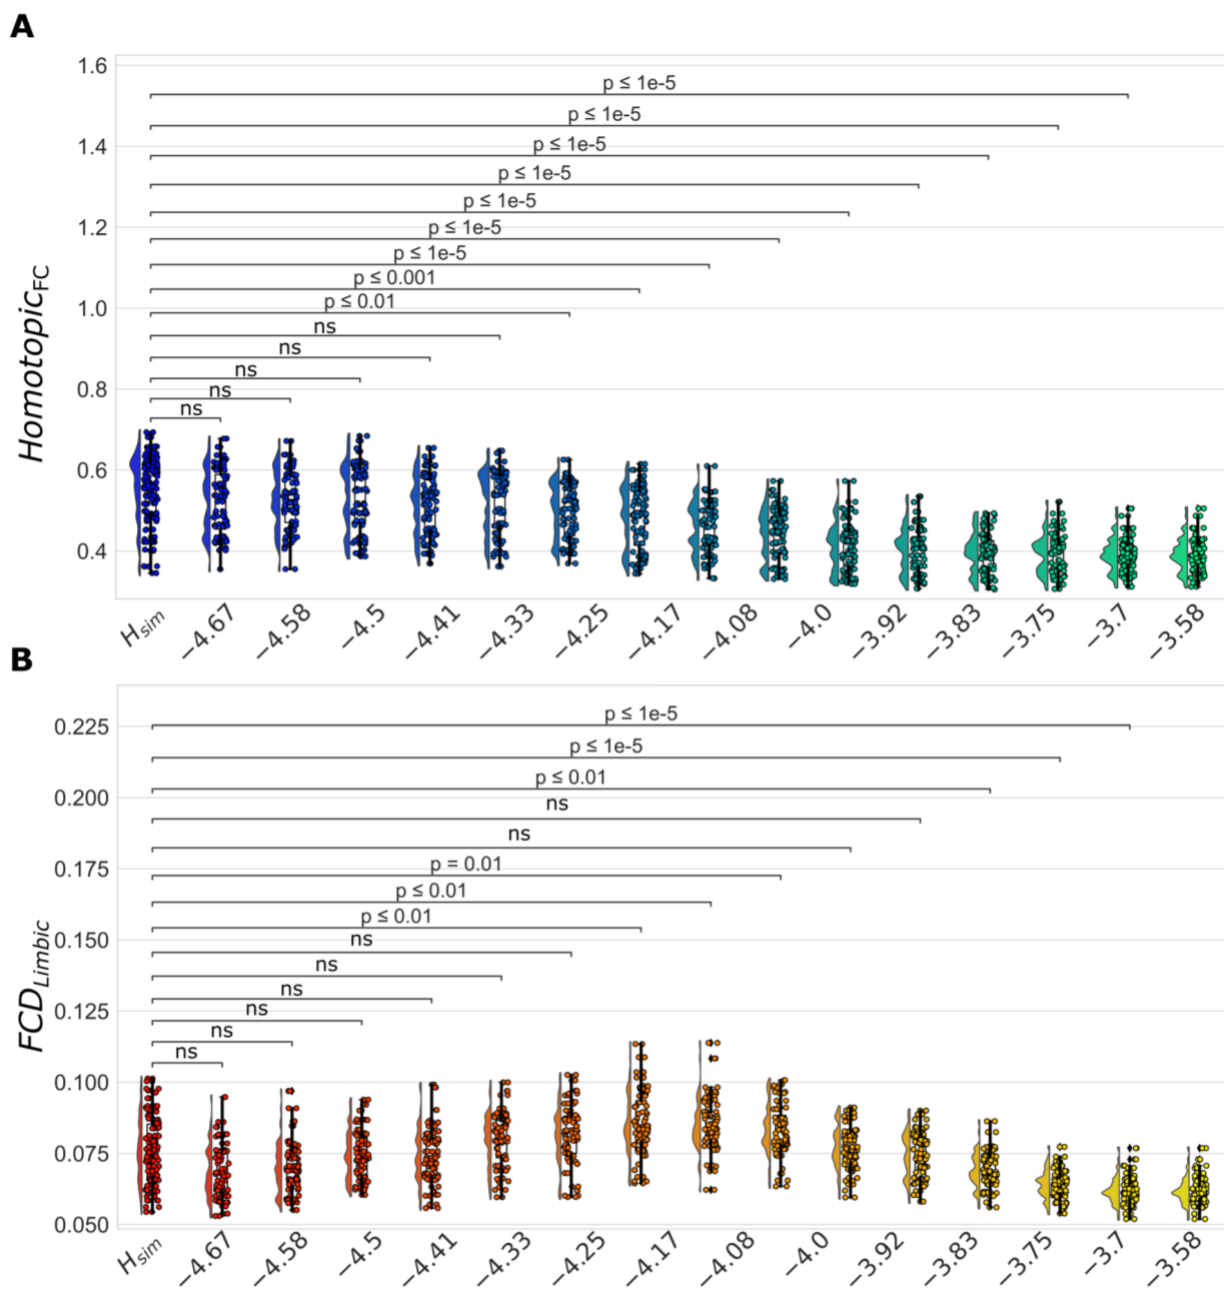 A
1.6
p ≤ 1e-5
p ≤ 1e-5
1.4
p ≤ 1e-5
p ≤ 1e-5
p ≤ 1e-5
1.2
p ≤ 1e-5
p ≤ 1e-5
p ≤ 0.001
1.0
p ≤ 0.01
ns
ns
ns
0.8
ns
ns
0.6
0.4
Homotopic_FC
H_sim −4.67 −4.58 −4.5 −4.41 −4.33 −4.25 −4.17 −4.08 −4.0 −3.92 −3.83 −3.75 −3.7 −3.58
B
0.225
p ≤ 1e-5
p ≤ 1e-5
p ≤ 0.01
0.200
ns
ns
0.175
p = 0.01
p ≤ 0.01
p ≤ 0.01
0.150
ns
ns
ns
0.125
ns
ns
ns
0.100
0.075
0.050
FCD_Limbic
H_sim −4.67 −4.58 −4.5 −4.41 −4.33 −4.25 −4.17 −4.08 −4.0 −3.92 −3.83 −3.75 −3.7 −3.58